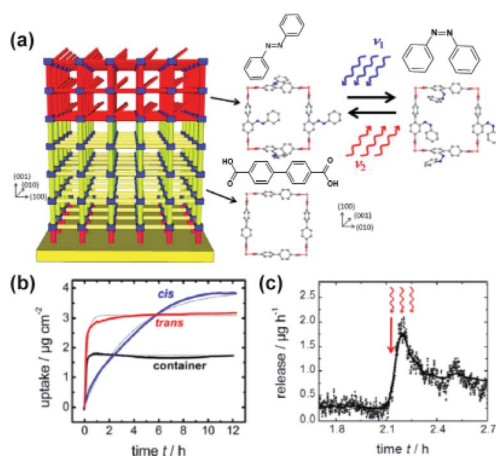 (a)
N=N
ν₁
N=N
ν₂
HO O
O OH
[001]
[010]
[100]
[100]
[001]
[010]
(b)
cis
trans
container
uptake / µg cm⁻²
4
3
2
1
0
0 2 4 6 8 10 12
time t / h
(c)
release / µg h⁻¹
2.5
2.0
1.5
1.0
0.5
0.0
1.8 2.1 2.4 2.7
time t / h